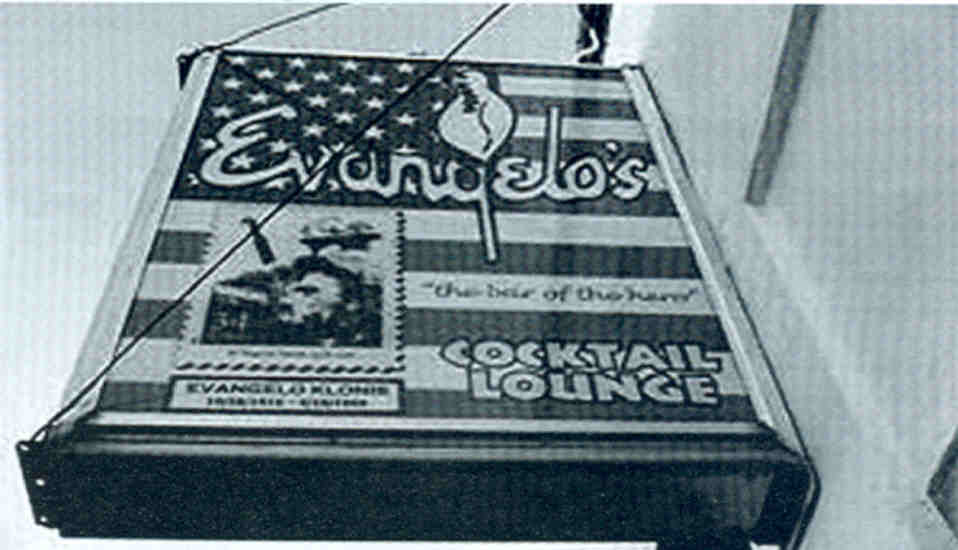 Evangelo's
"the bar of the hero"
COCKTAIL
LOUNGE
EVANGELO KLONIS